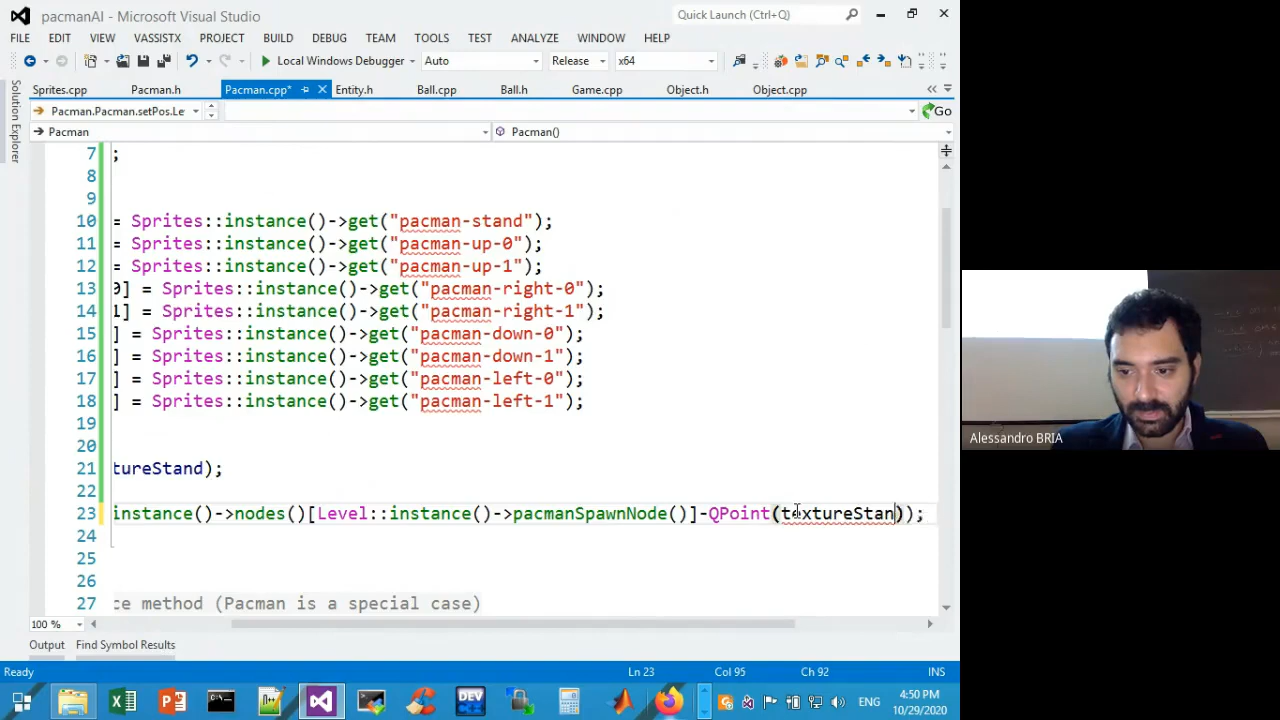 pacmanAI - Microsoft Visual Studio
Quick Launch (Ctrl+Q)
FILE EDIT VIEW VASSISTX PROJECT BUILD DEBUG TEAM TOOLS TEST ANALYZE WINDOW HELP
Local Windows Debugger Auto Release x64
Solution Explorer
Sprites.cpp Pacman.h Pacman.cpp* Entity.h Ball.cpp Ball.h Game.cpp Object.h Object.cpp
Pacman.Pacman.setPos.Le Go
Pacman Pacman()
7 ;
8
9
10 = Sprites::instance()->get("pacman-stand");
11 = Sprites::instance()->get("pacman-up-0");
12 = Sprites::instance()->get("pacman-up-1");
13 0] = Sprites::instance()->get("pacman-right-0");
14 1] = Sprites::instance()->get("pacman-right-1");
15 ] = Sprites::instance()->get("pacman-down-0");
16 ] = Sprites::instance()->get("pacman-down-1");
17 ] = Sprites::instance()->get("pacman-left-0");
18 ] = Sprites::instance()->get("pacman-left-1");
19
20
21 tureStand);
22
23 instance()->nodes()[Level::instance()->pacmanSpawnNode()]-QPoint(textureStan));
24
25
26
27 ce method (Pacman is a special case)
100 %
Output Find Symbol Results
Ready Ln 23 Col 95 Ch 92 INS
DEV ENG 4:50 PM
10/29/2020
Alessandro BRIA